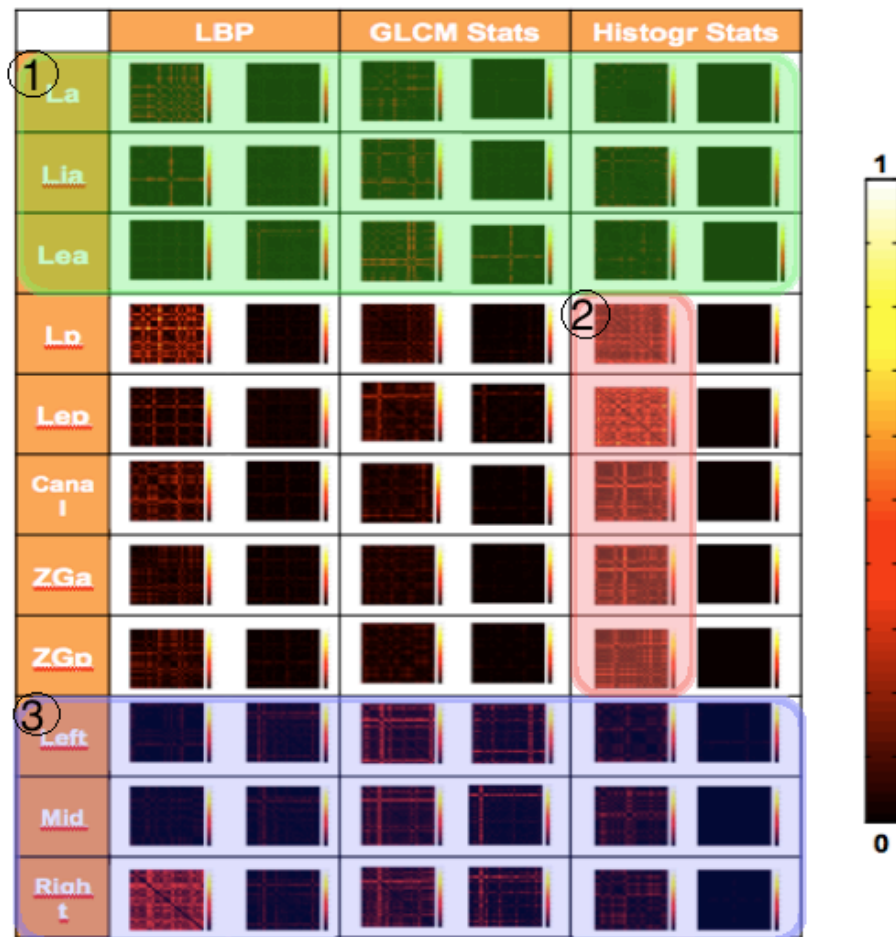 LBP GLCM Stats Histogr Stats
1
La
Lia
Lea
2
Lp
Lep
Cana
l
ZGa
ZGp
3
Left
Mid
Righ
t
1
0